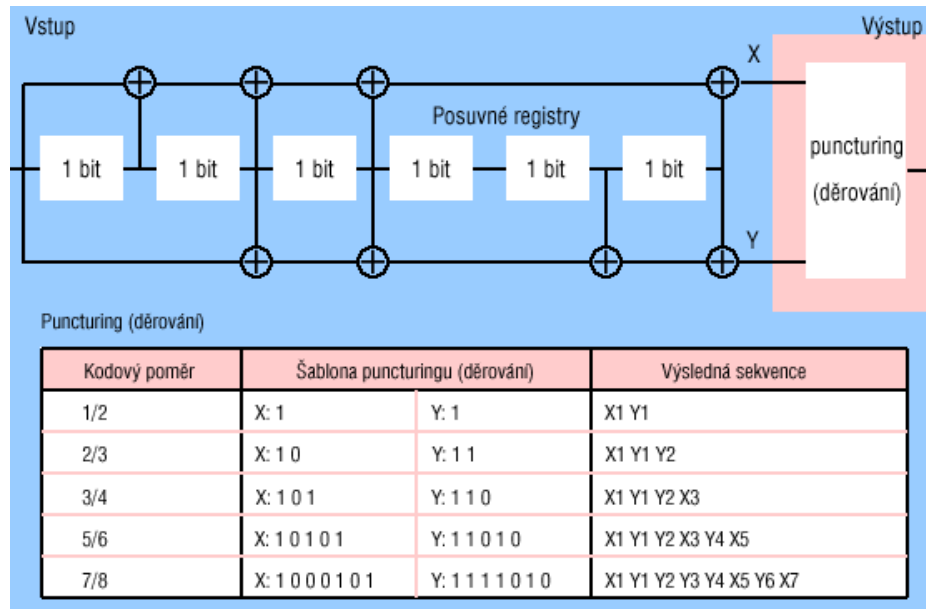 Vstup
Výstup
X
Posuvné registry
1 bit 1 bit 1 bit 1 bit 1 bit 1 bit
puncturing
(děrování)
Y
Puncturing (děrování)
Kodový poměr Šablona puncturingu (děrování) Výsledná sekvence
1/2 X: 1 Y: 1 X1 Y1
2/3 X: 1 0 Y: 1 1 X1 Y1 Y2
3/4 X: 1 0 1 Y: 1 1 0 X1 Y1 Y2 X3
5/6 X: 1 0 1 0 1 Y: 1 1 0 1 0 X1 Y1 Y2 X3 Y4 X5
7/8 X: 1 0 0 0 1 0 1 Y: 1 1 1 1 0 1 0 X1 Y1 Y2 Y3 Y4 X5 Y6 X7